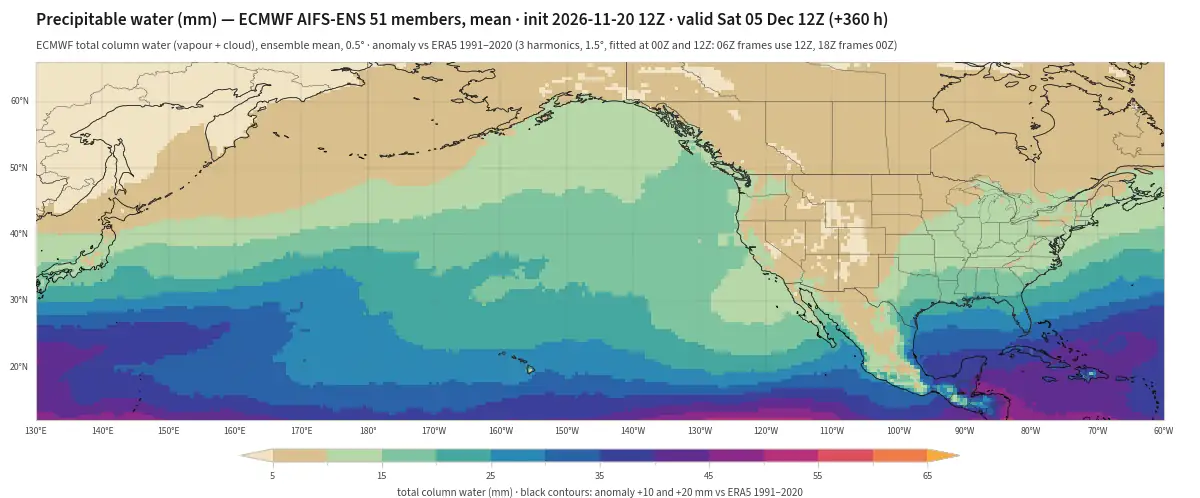 Precipitable water (mm) — ECMWF AIFS-ENS 51 members, mean · init 2026-11-20 12Z · valid Sat 05 Dec 12Z (+360 h)
ECMWF total column water (vapour + cloud), ensemble mean, 0.5° · anomaly vs ERA5 1991–2020 (3 harmonics, 1.5°, fitted at 00Z and 12Z: 06Z frames use 12Z, 18Z frames 00Z)
60°N
50°N
40°N
30°N
20°N
130°E 140°E 150°E 160°E 170°E 180° 170°W 160°W 150°W 140°W 130°W 120°W 110°W 100°W 90°W 80°W 70°W 60°W
5 15 25 35 45 55 65
total column water (mm) · black contours: anomaly +10 and +20 mm vs ERA5 1991–2020